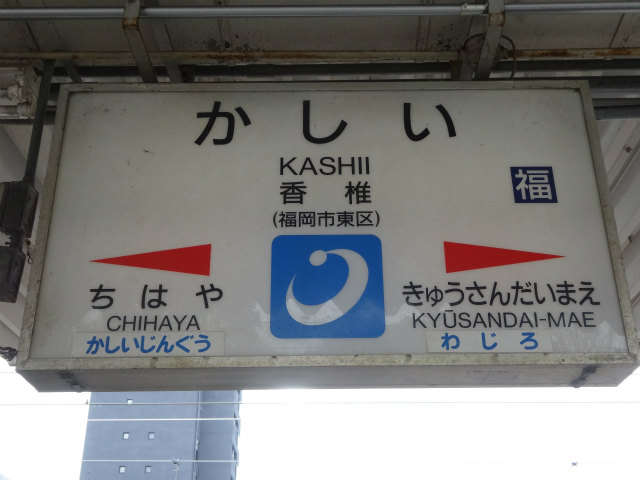 かしい
KASHII
香椎
(福岡市東区)
福
ちはや
CHIHAYA
かしいじんぐう
きゅうさんだいまえ
KYŪSANDAI-MAE
わじろ